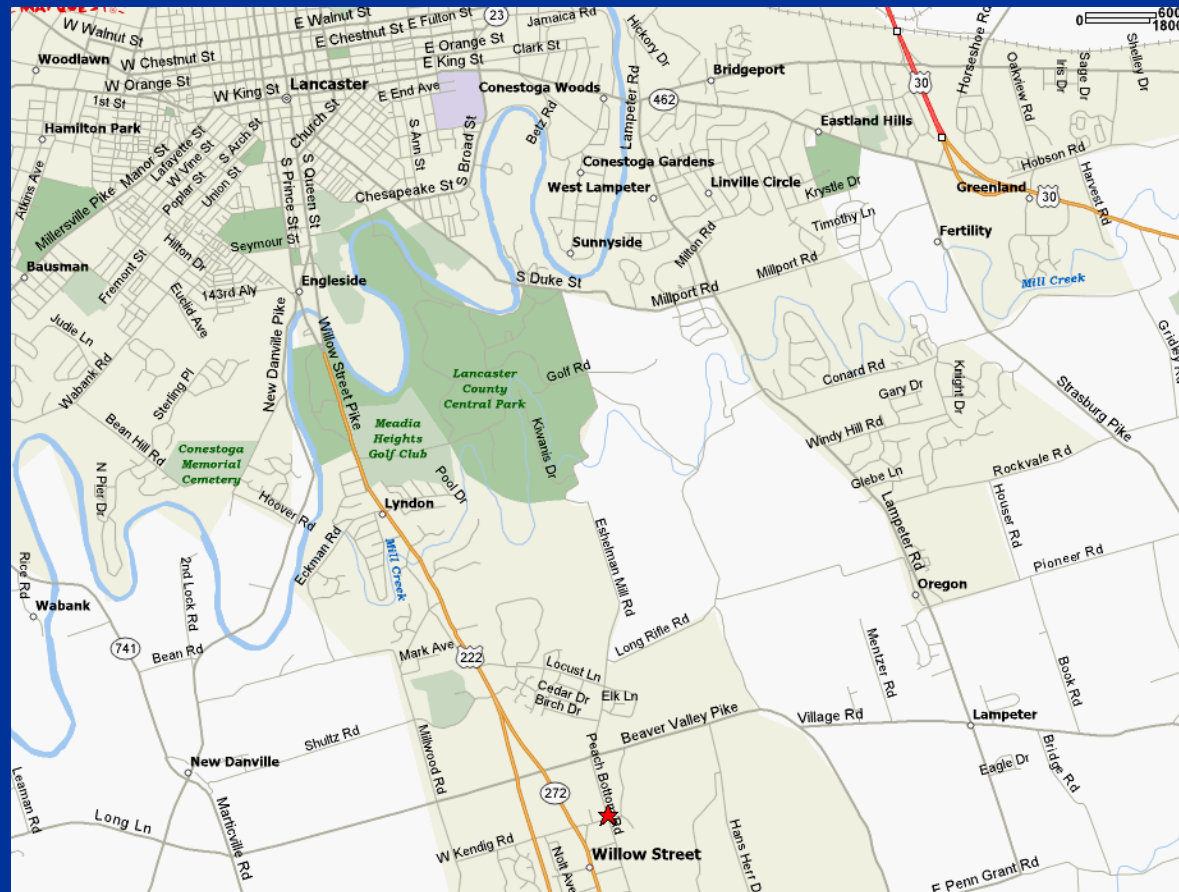 MAPQUEST
W Walnut St
W Walnut St
E Walnut St
E Fulton St
E Chestnut St
23
Jamaica Rd
Hickory Dr
E Orange St
Clark St
E King St
W Chestnut St
Woodlawn
W Orange St
1st St
W King St
Lancaster
E End Ave
Conestoga Woods
Bridgeport
462
30
Horseshoe Rd
Oakview Rd
Iris Dr
Sage Dr
Shelley Dr
0
600
1800
Hamilton Park
Lafayette St
W Vine St
S Arch St
Church St
Poplar St
Union St
Manor St
Millersville Pike
Atkins Ave
S Prince St
S Queen St
S Ann St
S Broad St
Betz Rd
Lampeter Rd
Eastland Hills
Hobson Rd
Conestoga Gardens
West Lampeter
Linville Circle
Krystle Dr
Greenland
30
Harvest Rd
Chesapeake St
Timothy Ln
Fertility
Seymour St
Hilton Dr
Sunnyside
Milton Rd
Millport Rd
Millport Rd
S Duke St
Mill Creek
Bausman
Fremont St
Euclid Ave
143rd Aly
Engleside
Judie Ln
Wabank Rd
Sterling Pl
New Danville Pike
Willow Street Pike
Gridley Rd
Golf Rd
Lancaster
County
Central Park
Kiwanis Dr
Conard Rd
Gary Dr
Knight Dr
Strasburg Pike
Meadia
Heights
Golf Club
Windy Hill Rd
Bean Hill Rd
Conestoga
Memorial
Cemetery
N Pier Dr
Hoover Rd
Pool Dr
Glebe Ln
Rockvale Rd
Lyndon
Houser Rd
Lampeter Rd
Eckman Rd
Mill Creek
Eshelman Mill Rd
Pioneer Rd
Oregon
Rice Rd
2nd Lock Rd
Wabank
741
Bean Rd
Mark Ave
222
Long Rifle Rd
Mentzer Rd
Book Rd
Locust Ln
Cedar Dr
Birch Dr
Elk Ln
Beaver Valley Pike
Village Rd
Lampeter
Shultz Rd
Millwood Rd
Peach Bottom Rd
New Danville
Eagle Dr
Bridge Rd
Leaman Rd
Long Ln
Marticville Rd
272
W Kendig Rd
Nolt Ave
Willow Street
Hans Herr D
E Penn Grant Rd